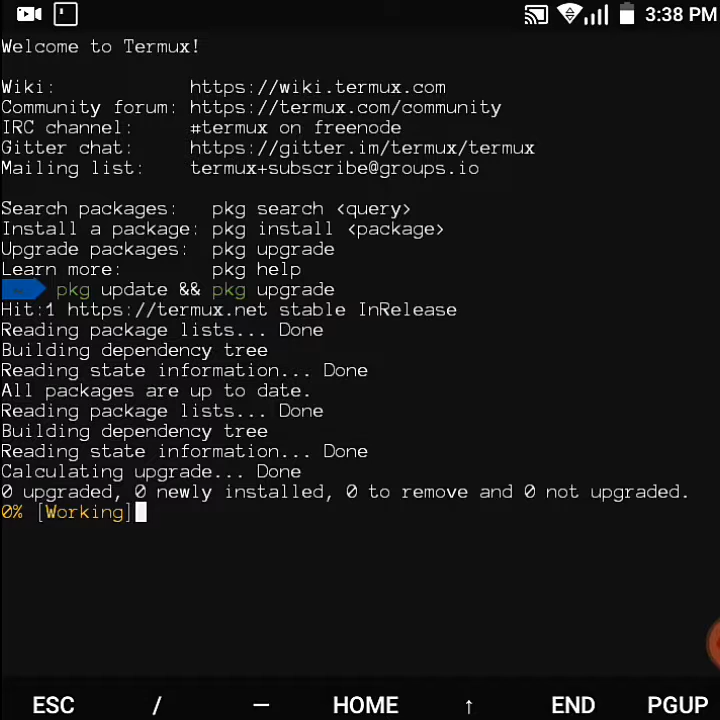 3:38 PM
Welcome to Termux!
Wiki: https://wiki.termux.com
Community forum: https://termux.com/community
IRC channel: #termux on freenode
Gitter chat: https://gitter.im/termux/termux
Mailing list: termux+subscribe@groups.io
Search packages: pkg search <query>
Install a package: pkg install <package>
Upgrade packages: pkg upgrade
Learn more: pkg help
~ pkg update && pkg upgrade
Hit:1 https://termux.net stable InRelease
Reading package lists... Done
Building dependency tree
Reading state information... Done
All packages are up to date.
Reading package lists... Done
Building dependency tree
Reading state information... Done
Calculating upgrade... Done
0 upgraded, 0 newly installed, 0 to remove and 0 not upgraded.
0% [Working]
ESC / — HOME ↑ END PGUP